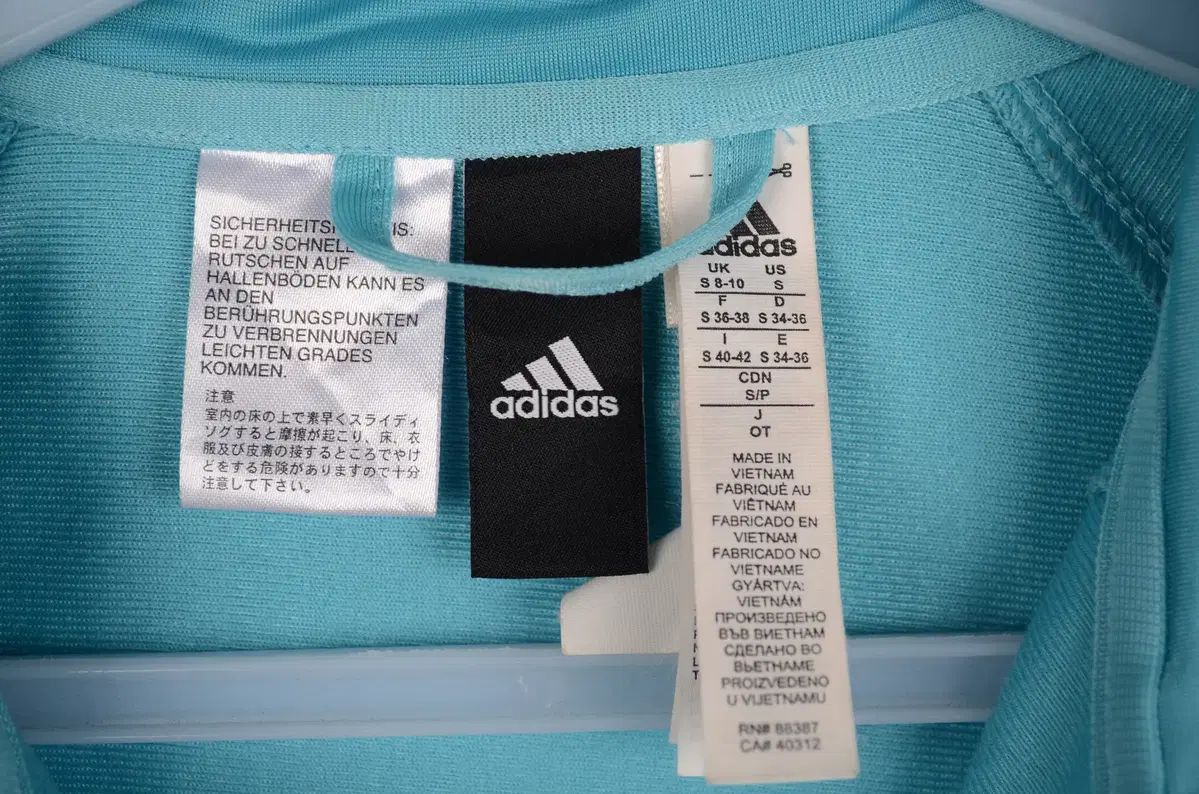 SICHERHEITS IS:
BEI ZU SCHNEL
RUTSCHEN AUF
HALLENBÖDEN KANN ES
AN DEN
BERÜHRUNGSPUNKTEN
ZU VERBRENNUNGEN
LEICHTEN GRADES
KOMMEN.
注意
室内の床の上で素早くスライディ
ングすると摩擦が起こり、床、衣
服及び皮膚の接するところでやけ
どをする危険がありますので十分
注意して下さい。
adidas
adidas
UK US
S 8-10 S
F D
S 36-38 S 34-36
I E
S 40-42 S 34-36
CDN
S/P
J
OT
MADE IN
VIETNAM
FABRIQUÉ AU
VIÊTNAM
FABRICADO EN
VIETNAM
FABRICADO NO
VIETNAME
GYÁRTVA:
VIETNÁM
ПРОИЗВЕДЕНО
ВЪВ ВИЕТНАМ
СДЕЛАНО ВО
ВЬЕТНАМЕ
PROIZVEDENO
U VIJETNAMU
RN# 88387
CA# 40312